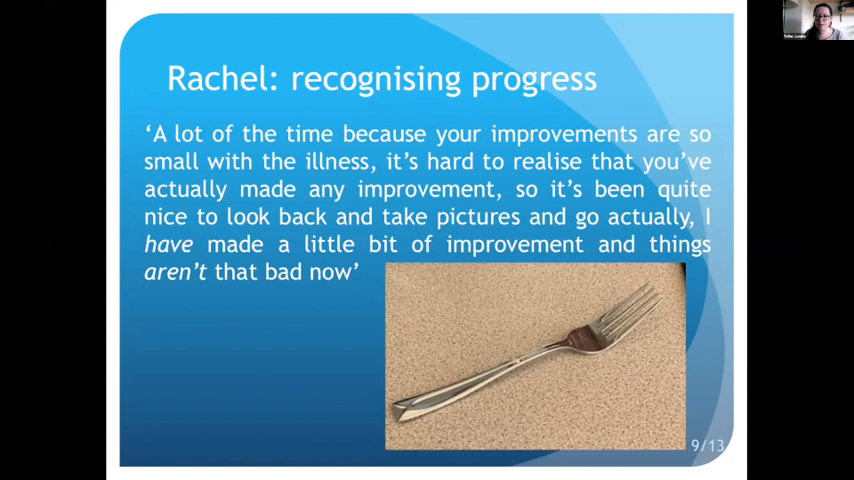 Rachel: recognising progress
‘A lot of the time because your improvements are so
small with the illness, it’s hard to realise that you’ve
actually made any improvement, so it’s been quite
nice to look back and take pictures and go actually, I
have made a little bit of improvement and things
aren’t that bad now’
9/13